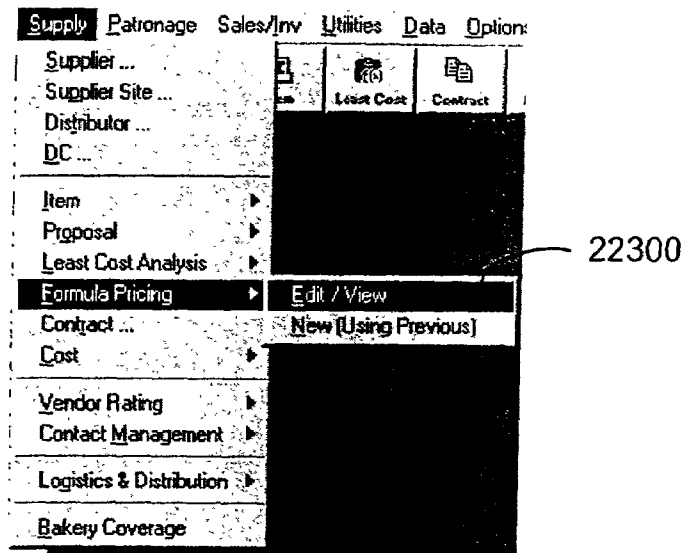 Supply Patronage Sales/Inv Utilities Data Option
Supplier ...
Supplier Site ...
Distributor ...
DC ...
Least Cost Contract
Item
Proposal
Least Cost Analysis
22300
Formula Pricing
Edit / View
Contract ...
New (Using Previous)
Cost
Vendor Rating
Contact Management
Logistics & Distribution
Bakery Coverage